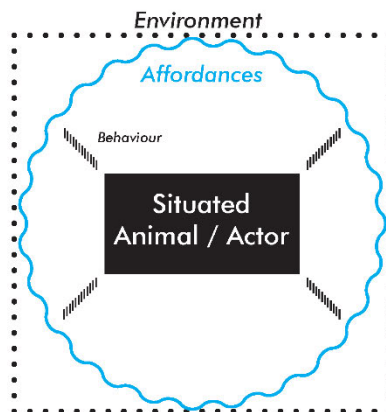 Environment
Affordances
Behaviour
Situated
Animal / Actor